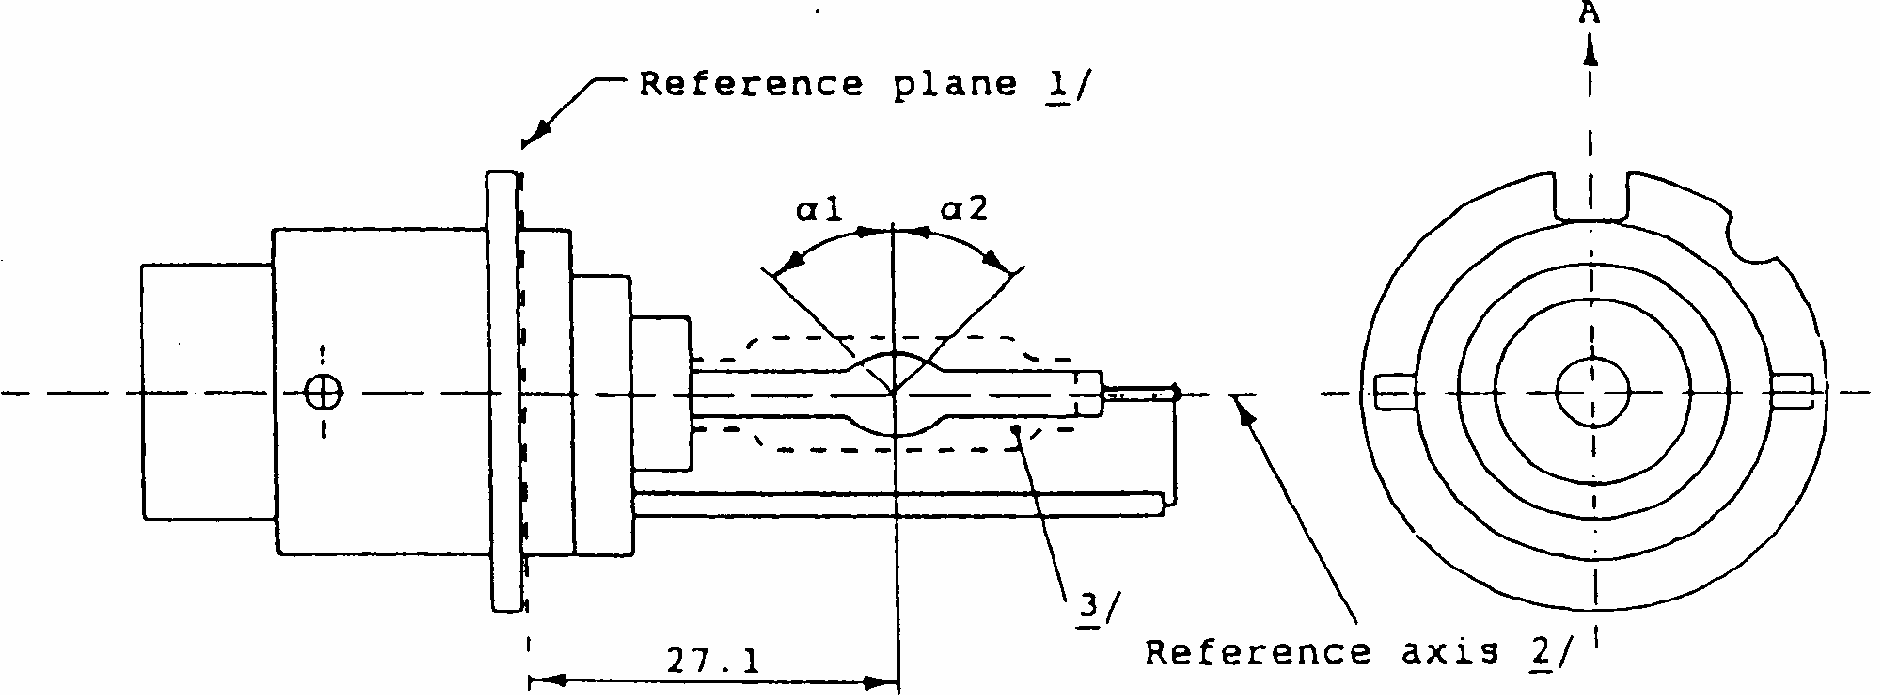 A
Reference plane 1/
α1
α2
3/
Reference axis 2/
27.1